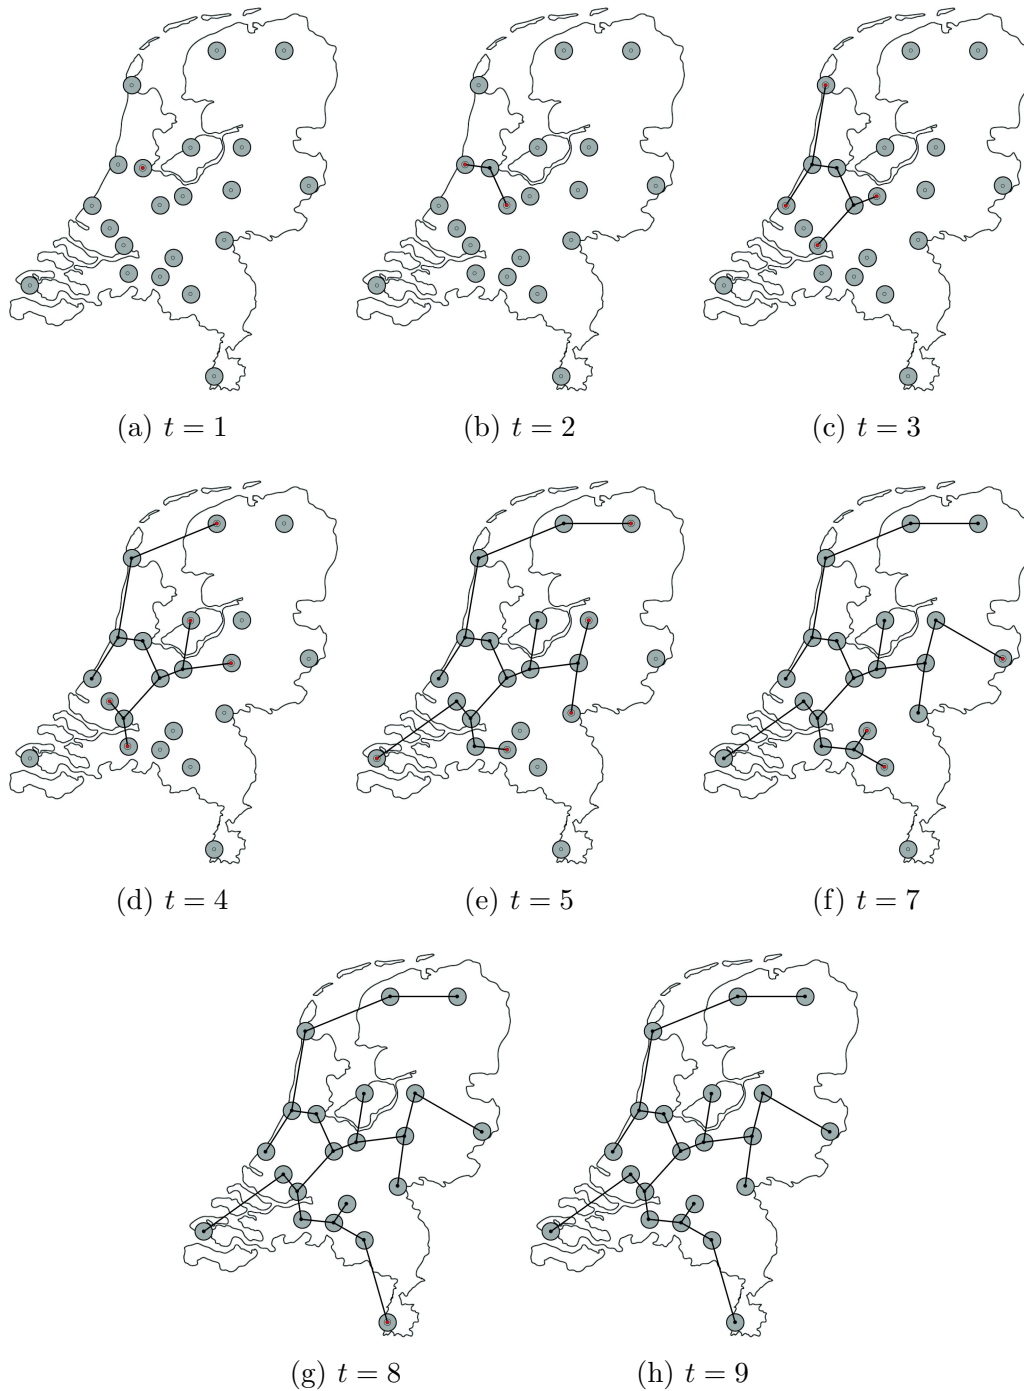 (a) t = 1
(b) t = 2
(c) t = 3
(d) t = 4
(e) t = 5
(f) t = 7
(g) t = 8
(h) t = 9